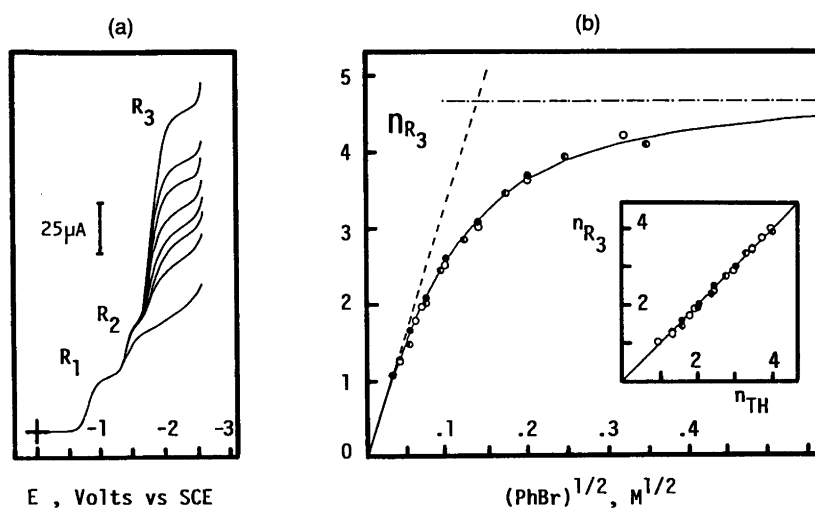 (a)
R3
25µA
R2
R1
-1 -2 -3
E , Volts vs SCE
(b)
5
4
3
2
1
0
nR3
.1 .2 .3 .4
(PhBr)1/2, M1/2
nR3
4
2
2 4
nTH